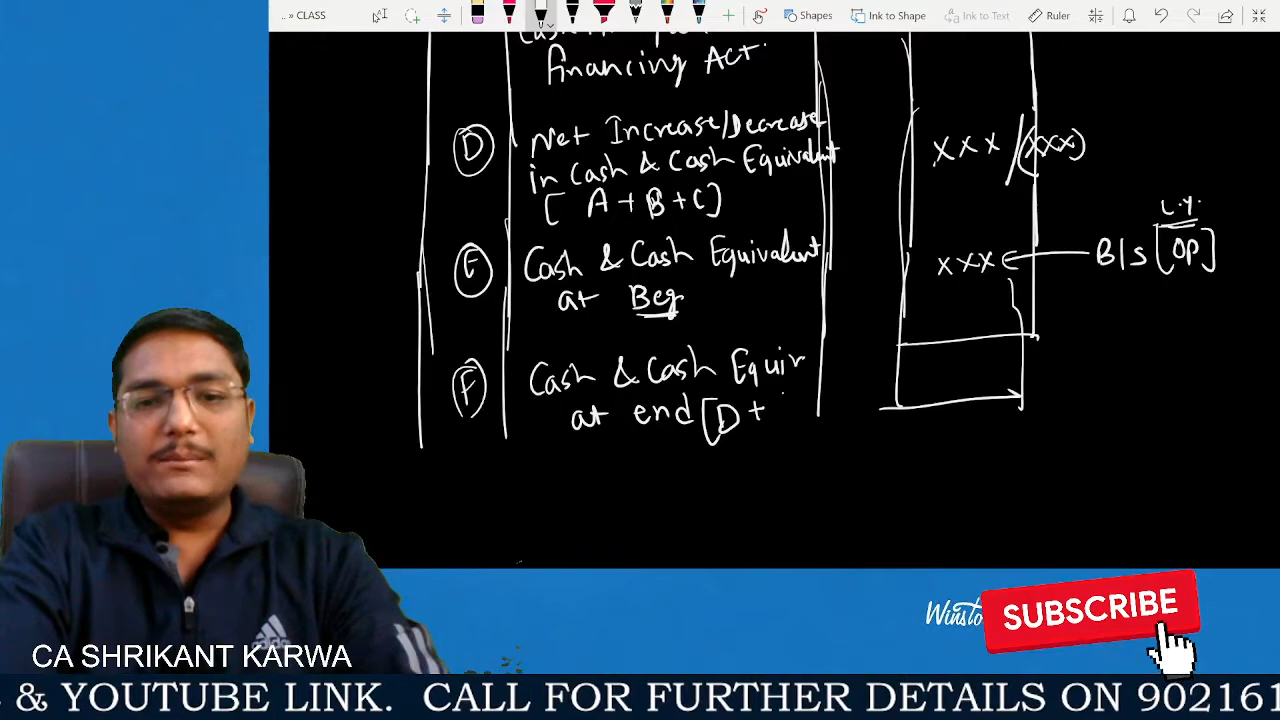 .. » CLASS
Shapes
Ink to Shape
Ink to Text
Ruler
financing Act.
D
Net Increase/Decrease
in Cash & Cash Equivalent
[ A + B + C ]
xxx / (xxx)
E
Cash & Cash Equivalent
at Beg
xxx
L.Y.
B/S [OP]
F
Cash & Cash Equiv
at end [D +
SUBSCRIBE
CA SHRIKANT KARWA
& YOUTUBE LINK. CALL FOR FURTHER DETAILS ON 902161